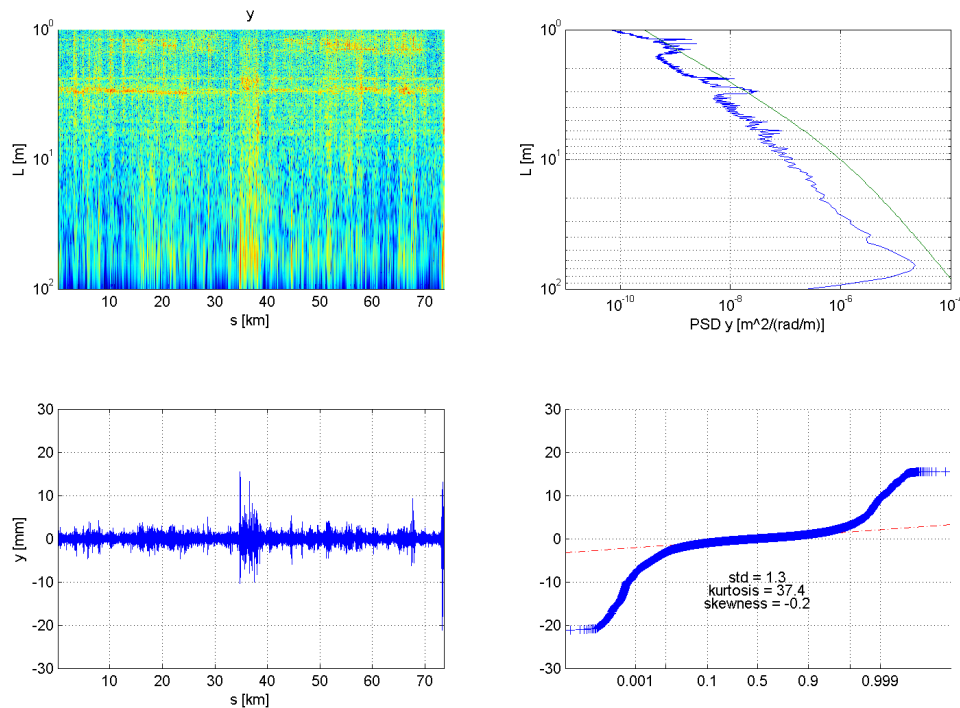 y
10^0
10^1
10^2
L [m]
10 20 30 40 50 60 70
s [km]
10^0
10^1
10^2
L [m]
10^-10 10^-8 10^-6 10^-4
PSD y [m^2/(rad/m)]
30
20
10
0
-10
-20
-30
y [mm]
0 10 20 30 40 50 60 70
s [km]
30
20
10
0
-10
-20
-30
std = 1.3
kurtosis = 37.4
skewness = -0.2
0.001 0.1 0.5 0.9 0.999